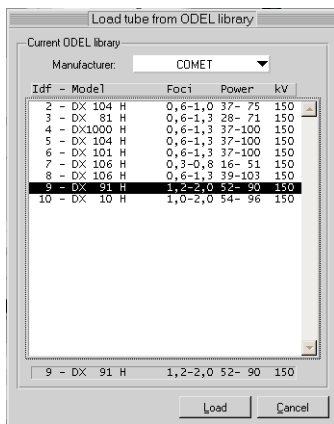 Load tube from ODEL library
Current ODEL library
Manufacturer: COMET
Idf - Model Foci Power kV
2 - DX 104 H 0,6-1,0 37- 75 150
3 - DX 81 H 0,6-1,3 28- 71 150
4 - DX1000 H 0,6-1,3 37-100 150
5 - DX 104 H 0,6-1,3 37-100 150
6 - DX 101 H 0,6-1,3 37-100 150
7 - DX 106 H 0,3-0,8 16- 51 150
8 - DX 106 H 0,6-1,3 39-103 150
9 - DX 91 H 1,2-2,0 52- 90 150
10 - DX 10 H 1,0-2,0 54- 96 150
9 - DX 91 H 1,2-2,0 52- 90 150
Load Cancel